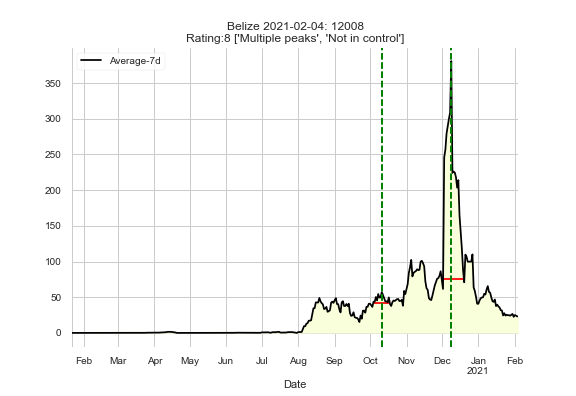 Belize 2021-02-04: 12008
Rating:8 ['Multiple peaks', 'Not in control']
Average-7d
350
300
250
200
150
100
50
0
Feb Mar Apr May Jun Jul Aug Sep Oct Nov Dec Jan Feb
2021
Date